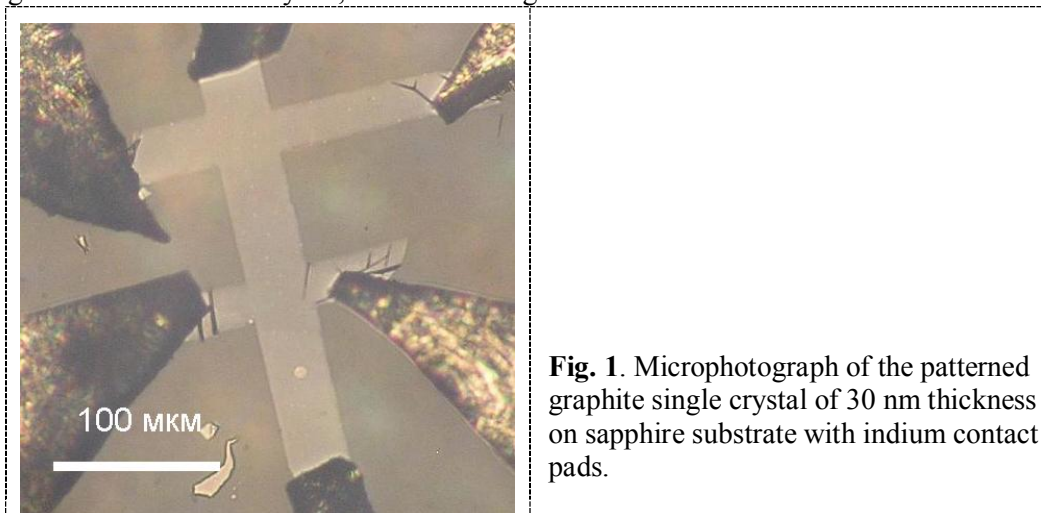 100 мкм
Fig. 1. Microphotograph of the patterned
graphite single crystal of 30 nm thickness
on sapphire substrate with indium contact
pads.